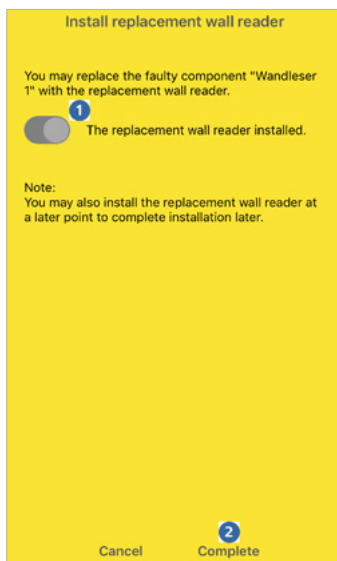 Install replacement wall reader
You may replace the faulty component "Wandleser
1" with the replacement wall reader.
1
The replacement wall reader installed.
Note:
You may also install the replacement wall reader at
a later point to complete installation later.
2
Cancel Complete